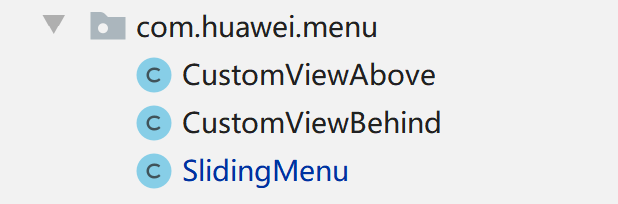 com.huawei.menu
C CustomViewAbove
C CustomViewBehind
C SlidingMenu